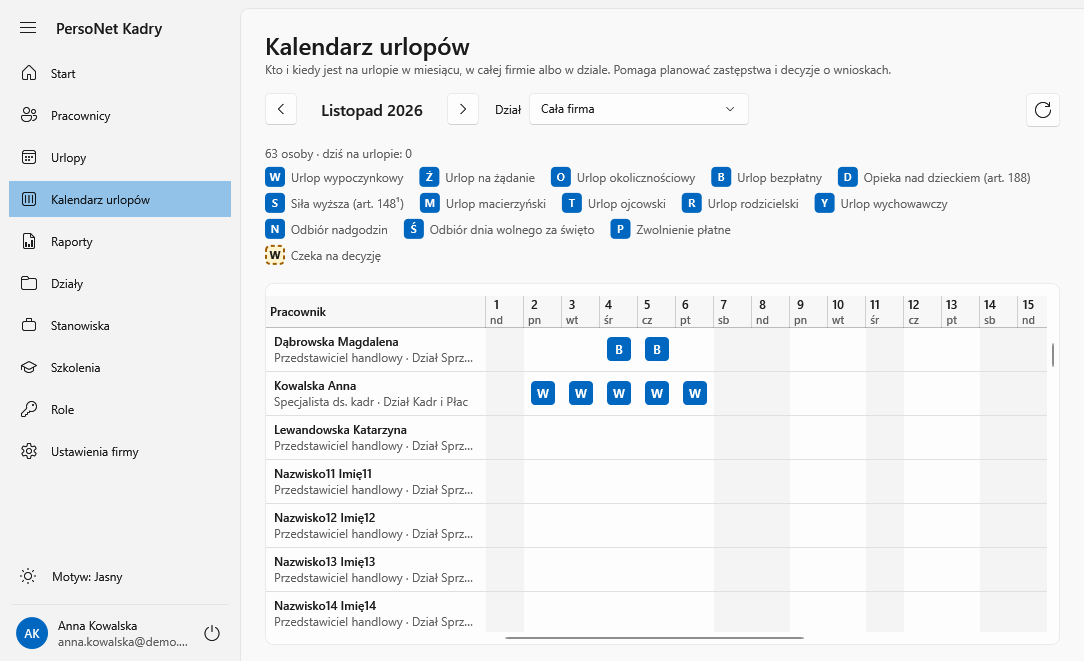 PersoNet Kadry
Start
Pracownicy
Urlopy
Kalendarz urlopów
Raporty
Działy
Stanowiska
Szkolenia
Role
Ustawienia firmy
Motyw: Jasny
AK
Anna Kowalska
anna.kowalska@demo....
Kalendarz urlopów
Kto i kiedy jest na urlopie w miesiącu, w całej firmie albo w dziale. Pomaga planować zastępstwa i decyzje o wnioskach.
Listopad 2026 Dział Cała firma
63 osoby · dziś na urlopie: 0
W Urlop wypoczynkowy Ż Urlop na żądanie O Urlop okolicznościowy B Urlop bezpłatny D Opieka nad dzieckiem (art. 188)
S Siła wyższa (art. 148¹) M Urlop macierzyński T Urlop ojcowski R Urlop rodzicielski Y Urlop wychowawczy
N Odbiór nadgodzin Ś Odbiór dnia wolnego za święto P Zwolnienie płatne
W Czeka na decyzję
Pracownik
1 2 3 4 5 6 7 8 9 10 11 12 13 14 15
nd pn wt śr cz pt sb nd pn wt śr cz pt sb nd
Dąbrowska Magdalena
Przedstawiciel handlowy · Dział Sprz...
B B
Kowalska Anna
Specjalista ds. kadr · Dział Kadr i Płac
W W W W W
Lewandowska Katarzyna
Przedstawiciel handlowy · Dział Sprz...
Nazwisko11 Imię11
Przedstawiciel handlowy · Dział Sprz...
Nazwisko12 Imię12
Przedstawiciel handlowy · Dział Sprz...
Nazwisko13 Imię13
Przedstawiciel handlowy · Dział Sprz...
Nazwisko14 Imię14
Przedstawiciel handlowy · Dział Sprz...